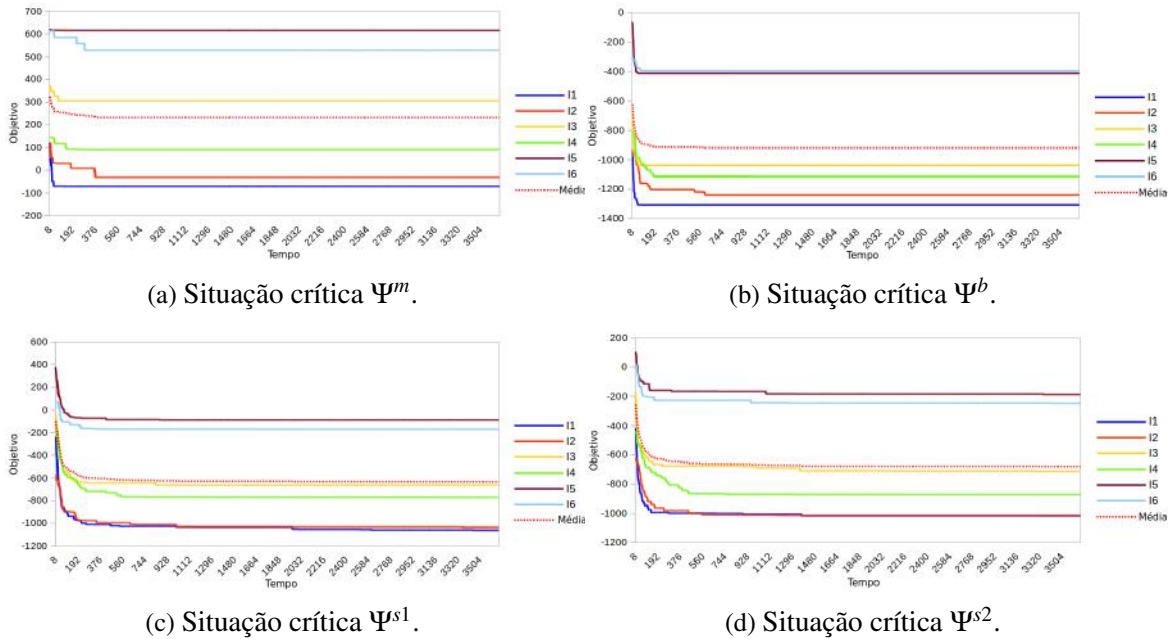 700
600
500
400
300
200
100
0
-100
-200
Objetivo
8 192 376 560 744 928 1112 1296 1480 1664 1848 2032 2216 2400 2584 2768 2952 3136 3320 3504
Tempo
I1
I2
I3
I4
I5
I6
Média
(a) Situação crítica Ψ^m.
0
-200
-400
-600
-800
-1000
-1200
-1400
Objetivo
8 192 376 560 744 928 1112 1296 1480 1664 1848 2032 2216 2400 2584 2768 2952 3136 3320 3504
Tempo
I1
I2
I3
I4
I5
I6
Média
(b) Situação crítica Ψ^b.
600
400
200
0
-200
-400
-600
-800
-1000
-1200
Objetivo
8 192 376 560 744 928 1112 1296 1480 1664 1848 2032 2216 2400 2584 2768 2952 3136 3320 3504
Tempo
I1
I2
I3
I4
I5
I6
Média
(c) Situação crítica Ψ^s1.
200
0
-200
-400
-600
-800
-1000
-1200
Objetivo
8 192 376 560 744 928 1112 1296 1480 1664 1848 2032 2216 2400 2584 2768 2952 3136 3320 3504
Tempo
I1
I2
I3
I4
I5
I6
Média
(d) Situação crítica Ψ^s2.